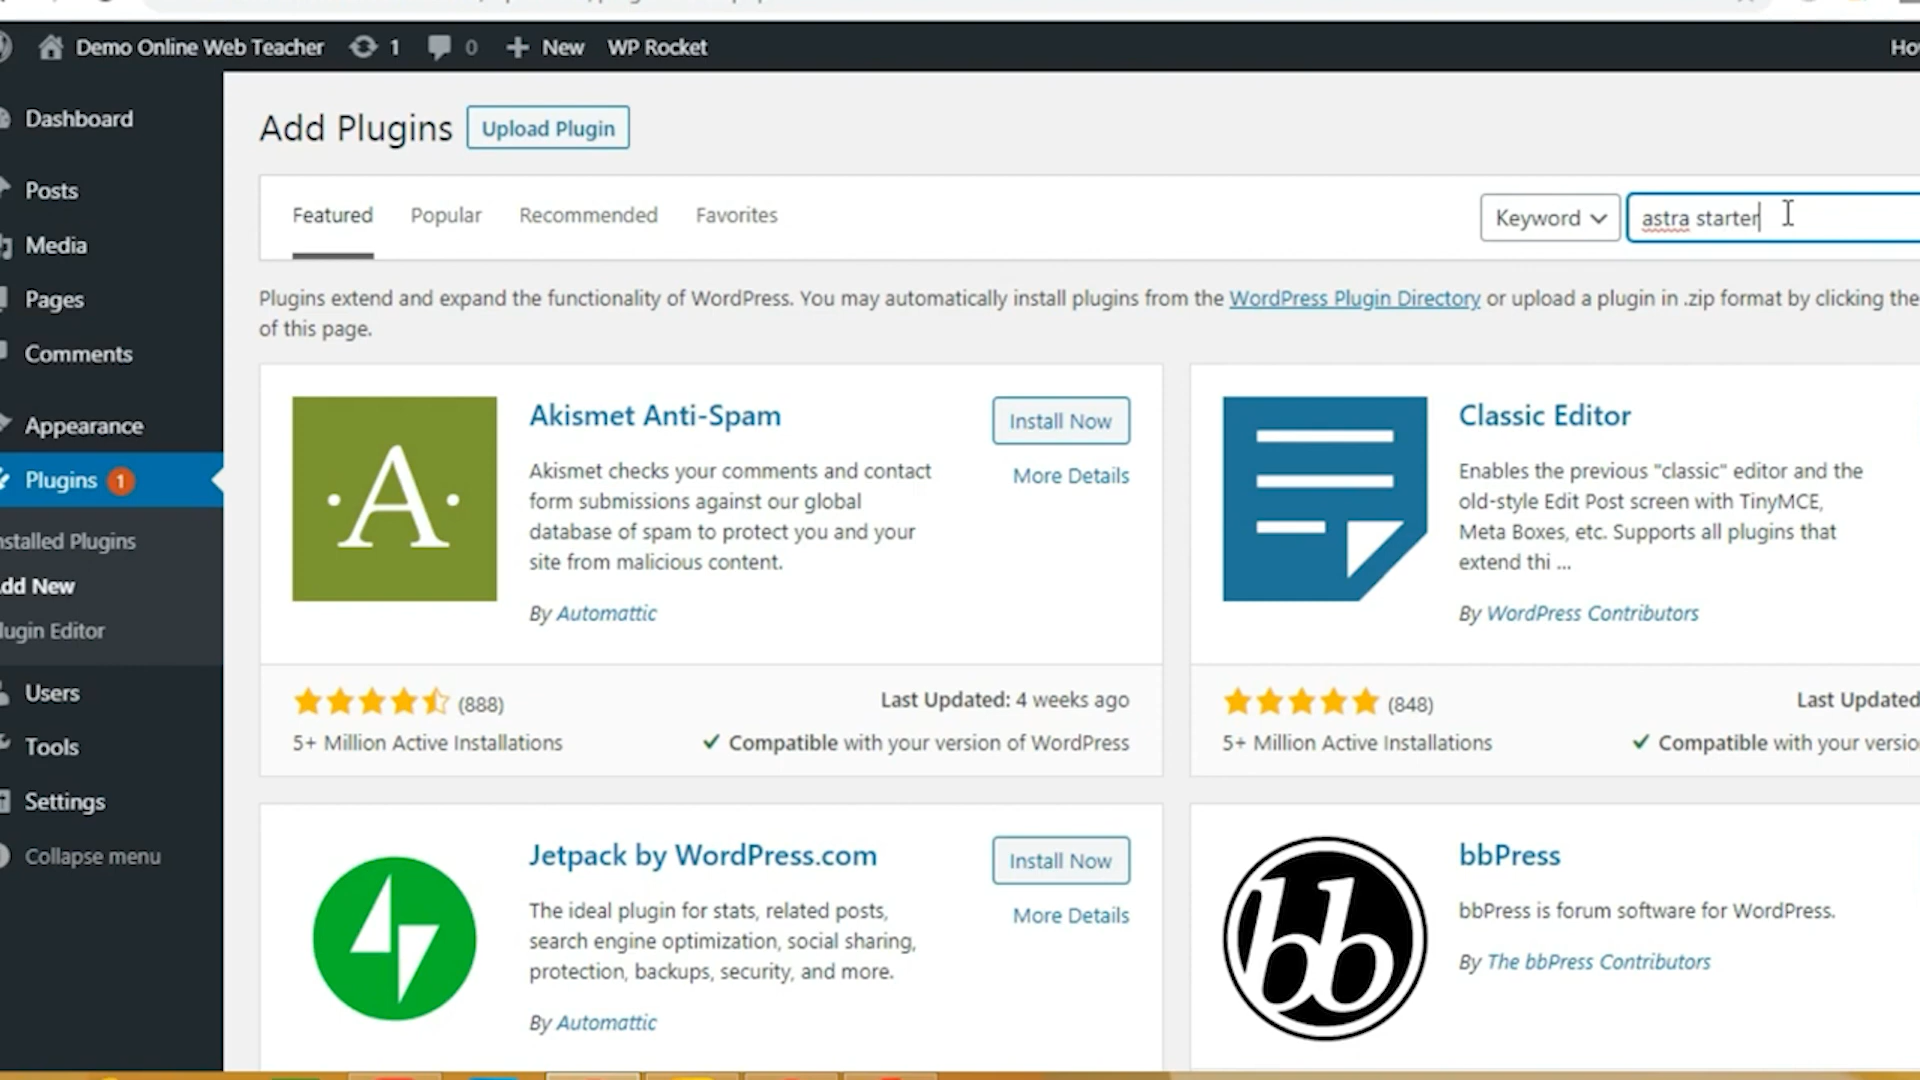 Demo Online Web Teacher 1 0 New WP Rocket
Dashboard
Posts
Media
Pages
Comments
Appearance
Plugins 1
nstalled Plugins
dd New
lugin Editor
Users
Tools
Settings
Collapse menu
Add Plugins Upload Plugin
Featured Popular Recommended Favorites Keyword astra starter
Plugins extend and expand the functionality of WordPress. You may automatically install plugins from the WordPress Plugin Directory or upload a plugin in .zip format by clicking the
of this page.
A
Akismet Anti-Spam
Install Now
More Details
Akismet checks your comments and contact
form submissions against our global
database of spam to protect you and your
site from malicious content.
By Automattic
(888)
Last Updated: 4 weeks ago
5+ Million Active Installations
Compatible with your version of WordPress
Classic Editor
Enables the previous "classic" editor and the
old-style Edit Post screen with TinyMCE,
Meta Boxes, etc. Supports all plugins that
extend thi ...
By WordPress Contributors
(848)
Last Updated
5+ Million Active Installations
Compatible with your versio
Jetpack by WordPress.com
Install Now
More Details
The ideal plugin for stats, related posts,
search engine optimization, social sharing,
protection, backups, security, and more.
By Automattic
bb
bbPress
bbPress is forum software for WordPress.
By The bbPress Contributors